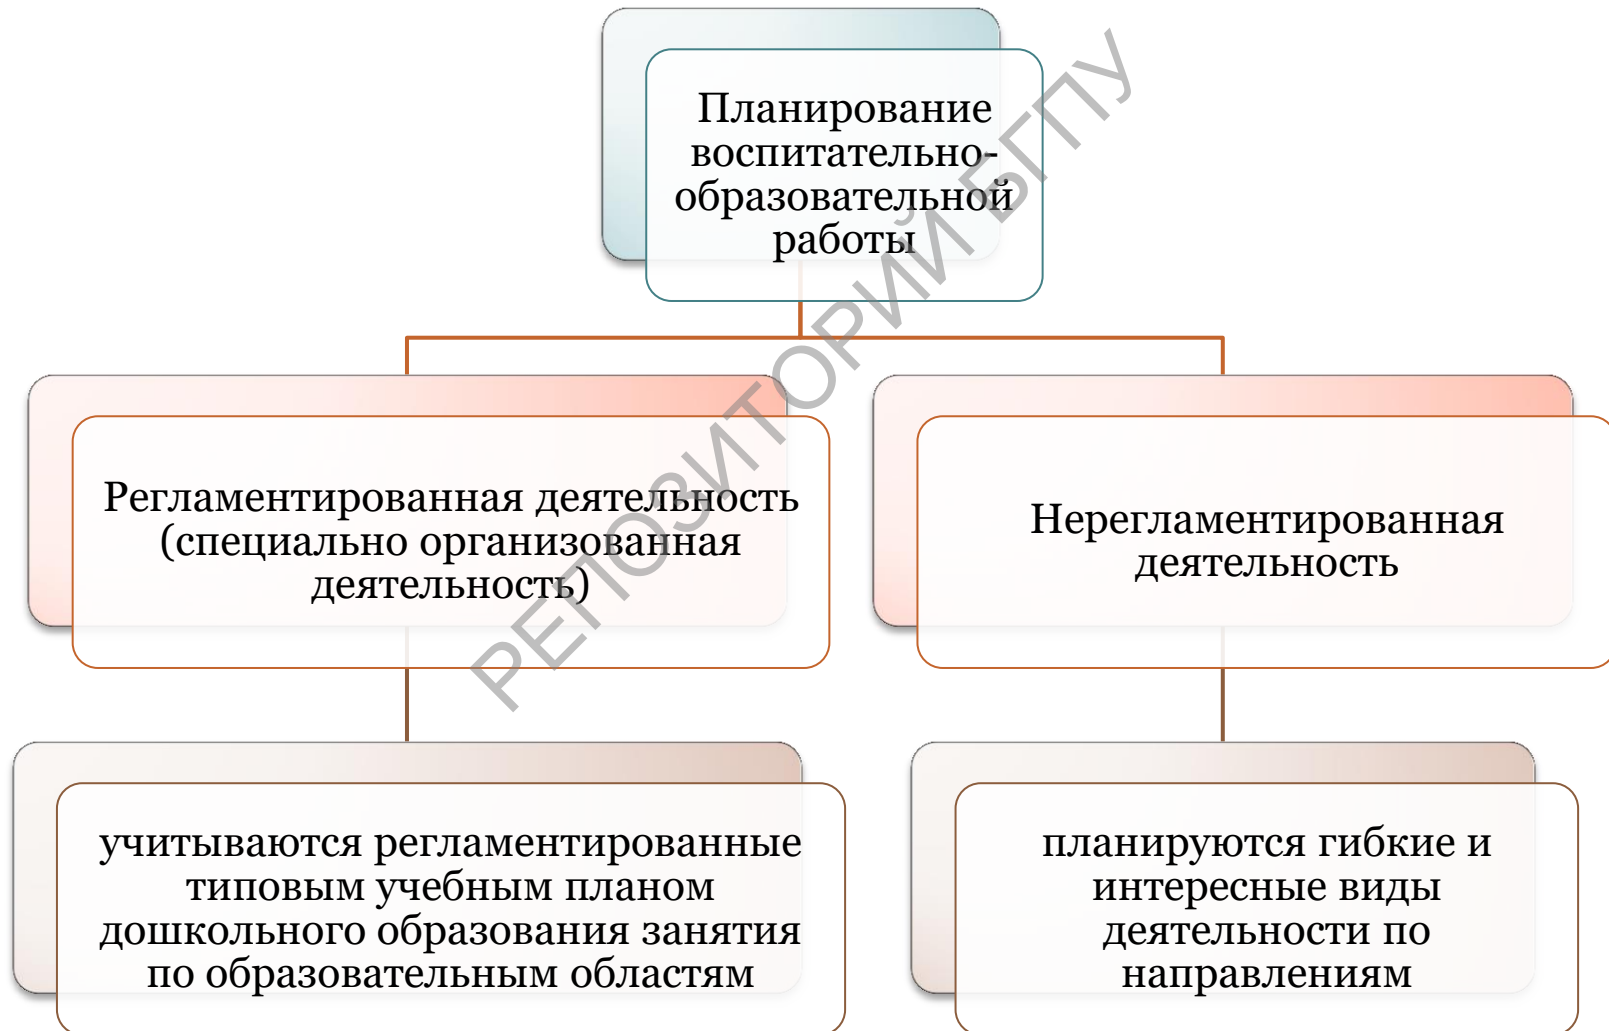 Планирование
воспитательно-
образовательной
работы
Регламентированная деятельность
(специально организованная
деятельность)
Нерегламентированная
деятельность
учитываются регламентированные
типовым учебным планом
дошкольного образования занятия
по образовательным областям
планируются гибкие и
интересные виды
деятельности по
направлениям
РЕПОЗИТОРИЙ БГПУ